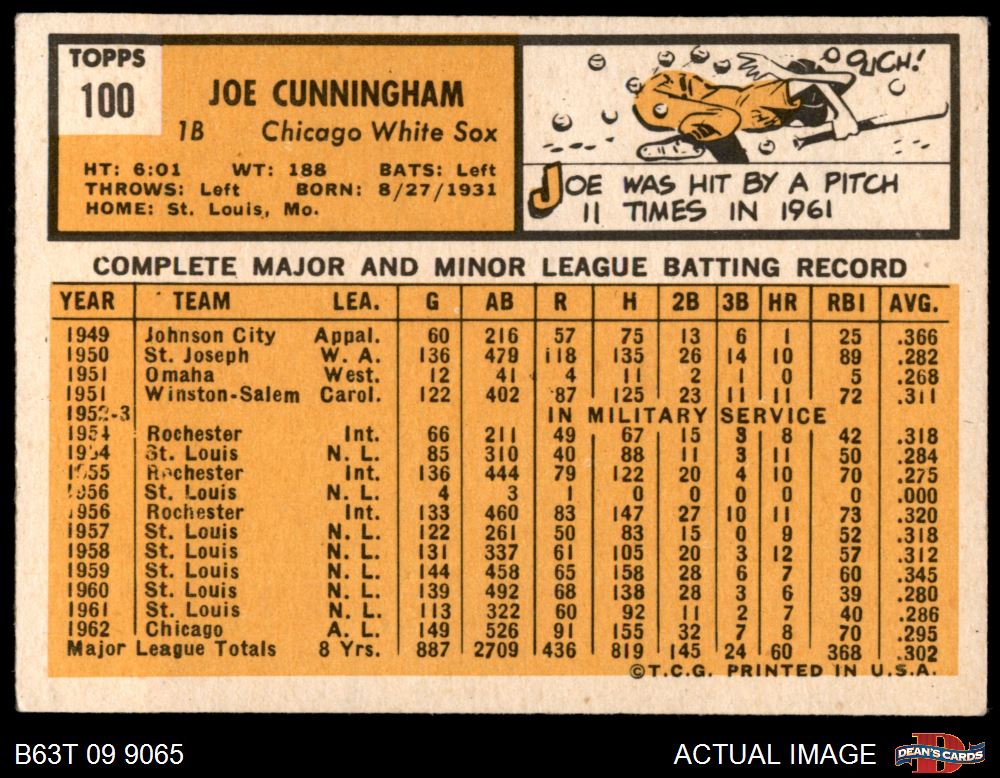 TOPPS
100
JOE CUNNINGHAM
1B Chicago White Sox
HT: 6:01 WT: 188 BATS: Left
THROWS: Left BORN: 8/27/1931
HOME: St. Louis, Mo.
OUCH!
JOE WAS HIT BY A PITCH
11 TIMES IN 1961
COMPLETE MAJOR AND MINOR LEAGUE BATTING RECORD
YEAR TEAM LEA. G AB R H 2B 3B HR RBI AVG.
1949 Johnson City Appal. 60 216 57 75 13 6 1 25 .366
1950 St. Joseph W. A. 136 479 118 135 26 14 10 89 .282
1951 Omaha West. 12 41 4 11 2 1 0 5 .268
1951 Winston-Salem Carol. 122 402 87 125 23 11 11 72 .311
1952-3 IN MILITARY SERVICE
1954 Rochester Int. 66 211 49 67 15 3 8 42 .318
1954 St. Louis N. L. 85 310 40 88 11 3 11 50 .284
1955 Rochester Int. 136 444 79 122 20 4 10 70 .275
1956 St. Louis N. L. 4 3 1 0 0 0 0 0 .000
1956 Rochester Int. 133 460 83 147 27 10 11 73 .320
1957 St. Louis N. L. 122 261 50 83 15 0 9 52 .318
1958 St. Louis N. L. 131 337 61 105 20 3 12 57 .312
1959 St. Louis N. L. 144 458 65 158 28 6 7 60 .345
1960 St. Louis N. L. 139 492 68 138 28 3 6 39 .280
1961 St. Louis N. L. 113 322 60 92 11 2 7 40 .286
1962 Chicago A. L. 149 526 91 155 32 7 8 70 .295
Major League Totals 8 Yrs. 887 2709 436 819 145 24 60 368 .302
©T.C.G. PRINTED IN U.S.A.
B63T 09 9065
ACTUAL IMAGE
D
DEAN'S CARDS